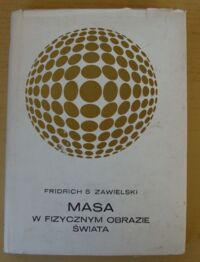 FRIDRICH S ZAWIELSKI
MASA
W FIZYCZNYM OBRAZIE
ŚWIATA